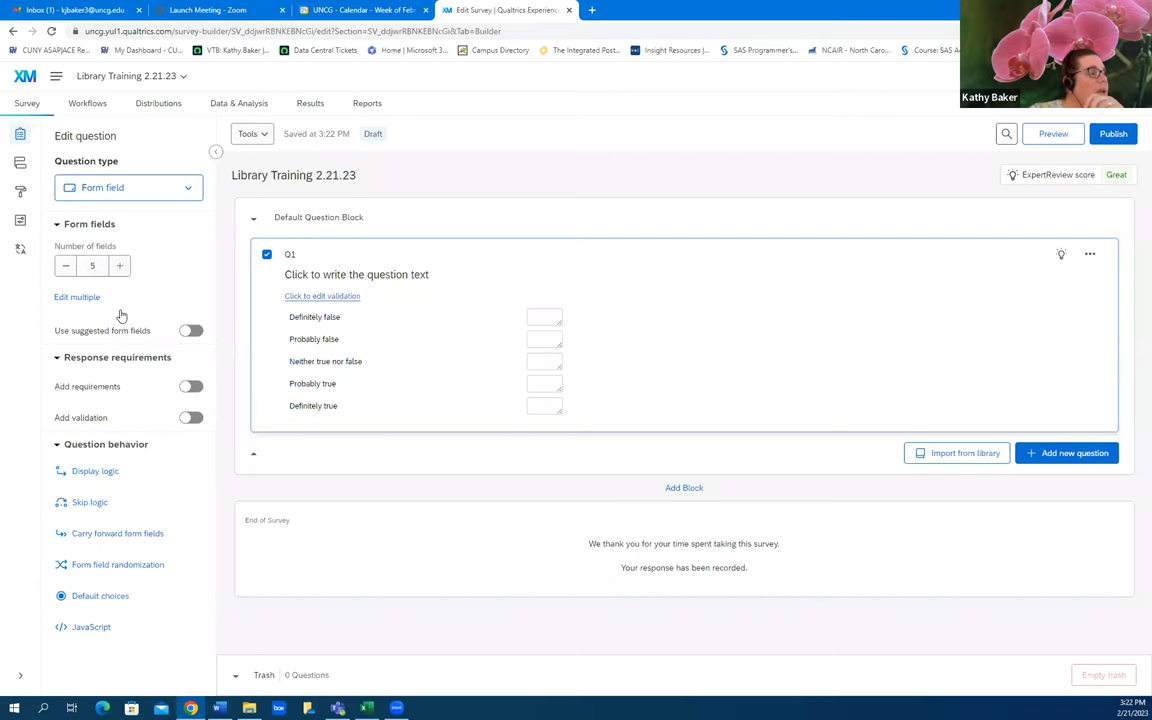 Inbox (1) - kjbaker3@uncg.edu -
Launch Meeting - Zoom
UNCG - Calendar - Week of Feb
Edit Survey | Qualtrics Experienc
uncg.yul1.qualtrics.com/survey-builder/SV_ddjwrRBNKEBNcGi/edit?Section=SV_ddjwrRBNKEBNcGi&Tab=Builder
CUNY ASAP|ACE Re...
My Dashboard - CU...
VTB: Kathy Baker |...
Data Central Tickets
Home | Microsoft 3...
Campus Directory
The Integrated Post...
Insight Resources |...
SAS Programmer's...
NCAIR - North Caro...
Course: SAS A
Kathy Baker
XM
Library Training 2.21.23
Survey
Workflows
Distributions
Data & Analysis
Results
Reports
Edit question
Tools
Saved at 3:22 PM
Draft
Preview
Publish
Question type
Form field
Library Training 2.21.23
ExpertReview score
Great
Form fields
Number of fields
5
Edit multiple
Use suggested form fields
Response requirements
Add requirements
Add validation
Question behavior
Display logic
Skip logic
Carry forward form fields
Form field randomization
Default choices
</> JavaScript
Default Question Block
Q1
Click to write the question text
Click to edit validation
Definitely false
Probably false
Neither true nor false
Probably true
Definitely true
Import from library
Add new question
Add Block
End of Survey
We thank you for your time spent taking this survey.
Your response has been recorded.
Trash
0 Questions
Empty trash
3:22 PM
2/21/2023